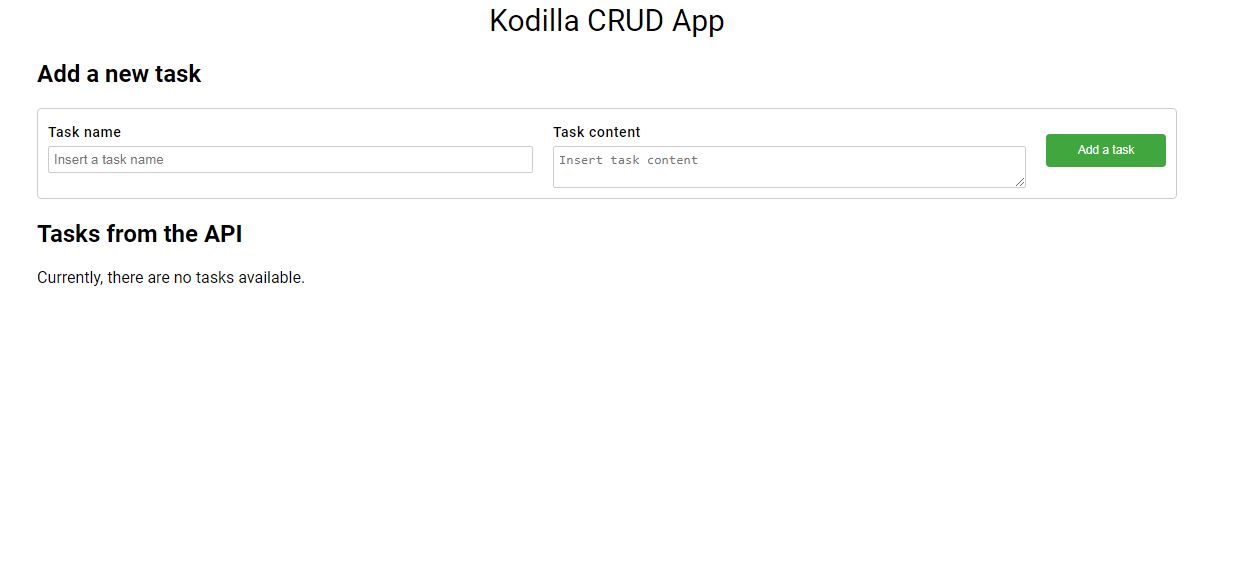 Kodilla CRUD App
Add a new task
Task name
Task content
Insert a task name
Insert task content
Add a task
Tasks from the API
Currently, there are no tasks available.